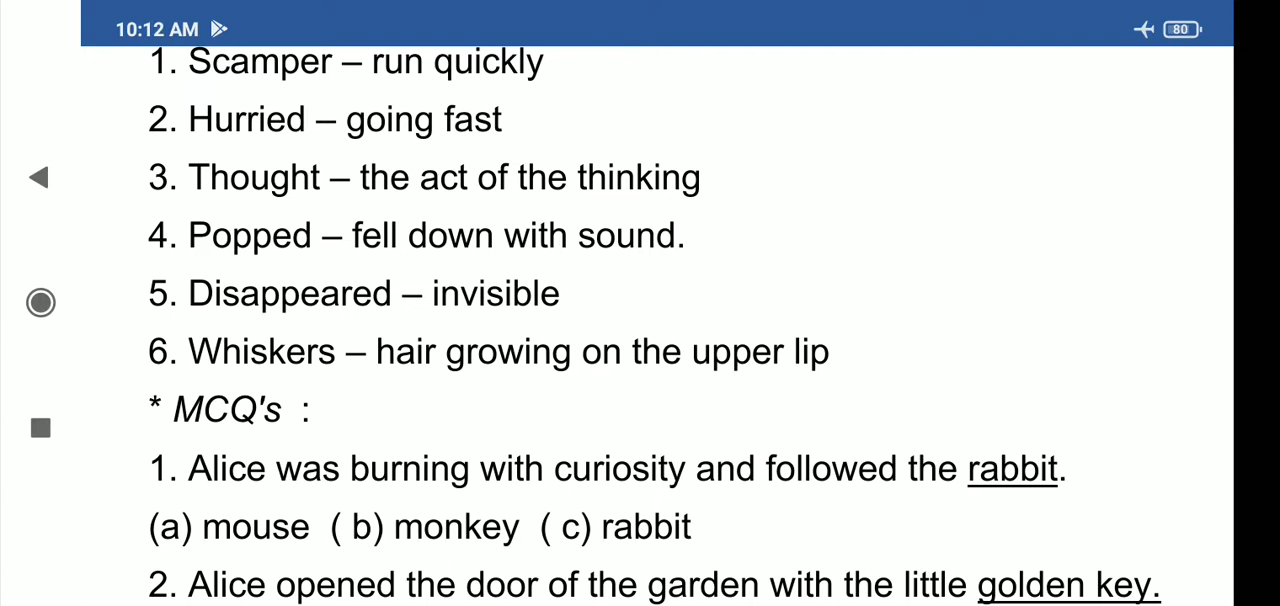 10:12 AM
80
1. Scamper – run quickly
2. Hurried – going fast
3. Thought – the act of the thinking
4. Popped – fell down with sound.
5. Disappeared – invisible
6. Whiskers – hair growing on the upper lip
* MCQ's  :
1. Alice was burning with curiosity and followed the rabbit.
(a) mouse  ( b) monkey  ( c) rabbit
2. Alice opened the door of the garden with the little golden key.